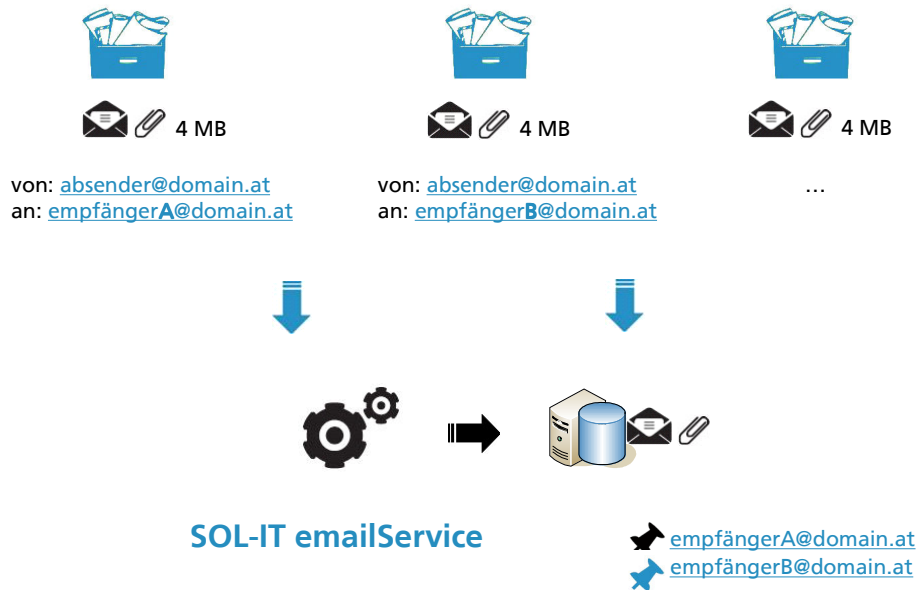 4 MB
4 MB
4 MB
von: absender@domain.at
an: empfängerA@domain.at
von: absender@domain.at
an: empfängerB@domain.at
…
SOL-IT emailService
empfängerA@domain.at
empfängerB@domain.at